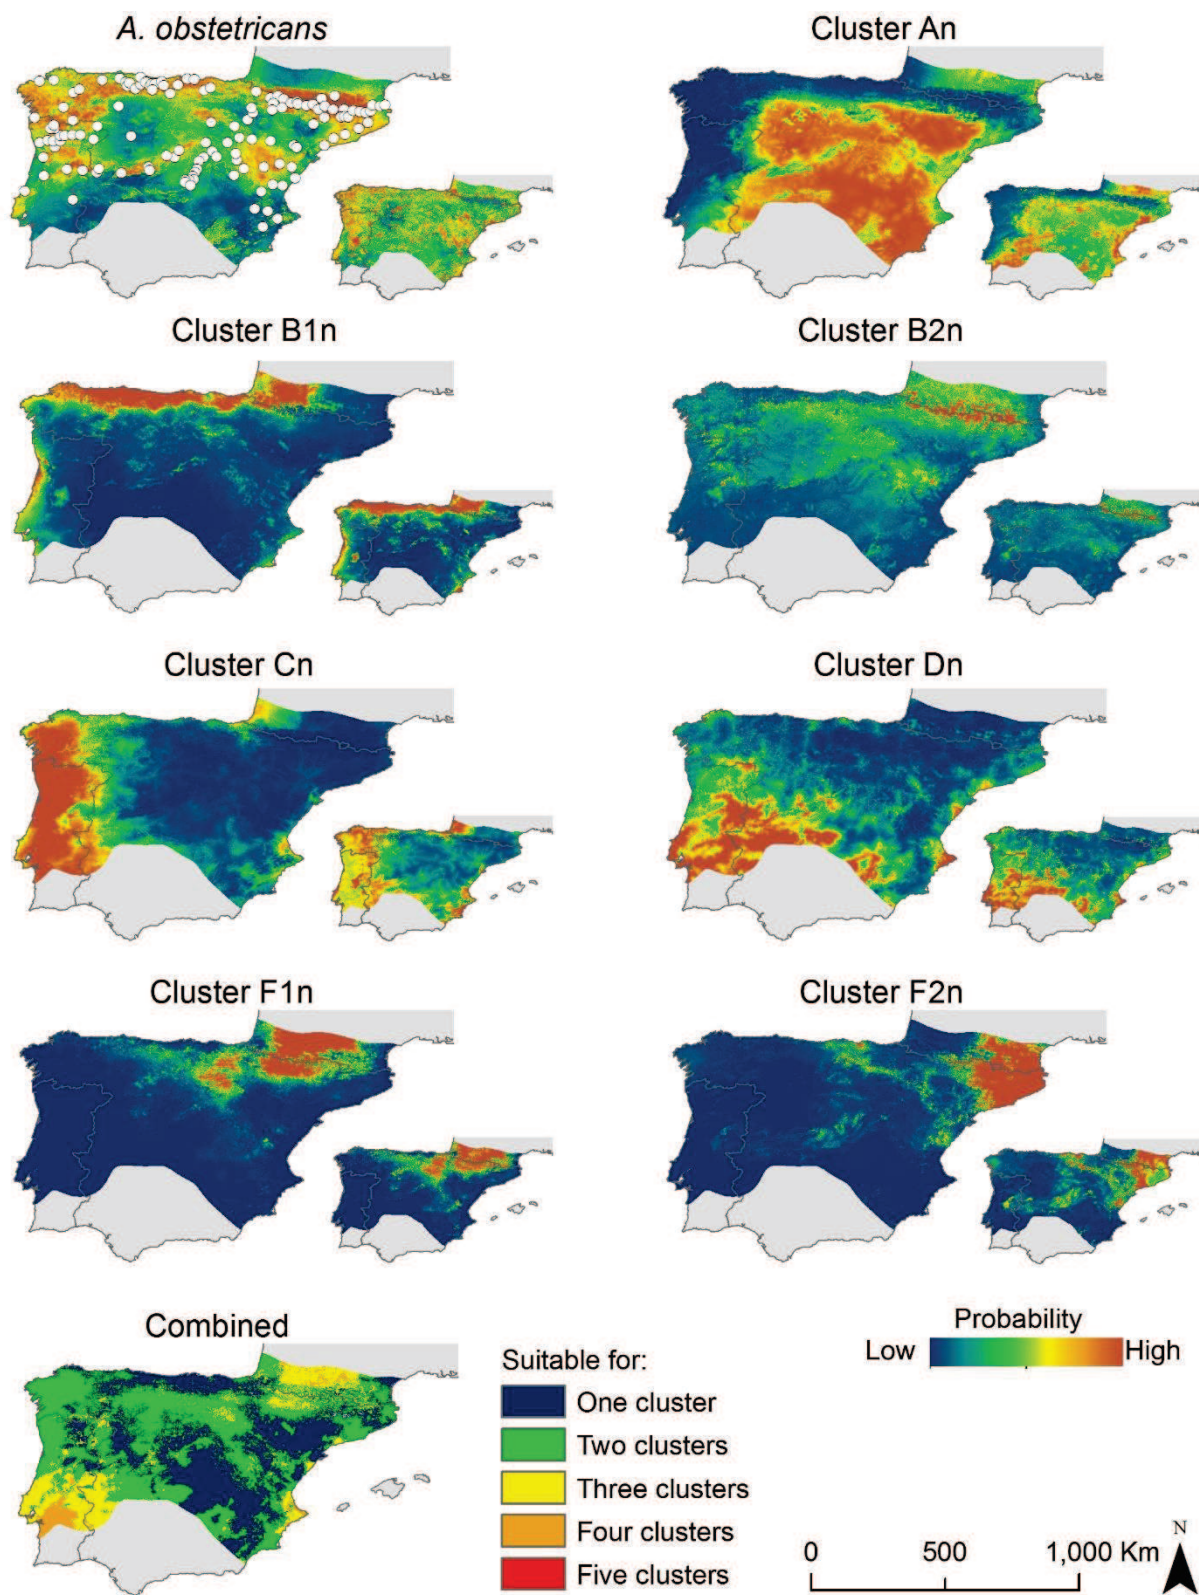 A. obstetricans
Cluster An
Cluster B1n
Cluster B2n
Cluster Cn
Cluster Dn
Cluster F1n
Cluster F2n
Combined
Suitable for:
One cluster
Two clusters
Three clusters
Four clusters
Five clusters
Probability
Low
High
N
0 500 1,000 Km